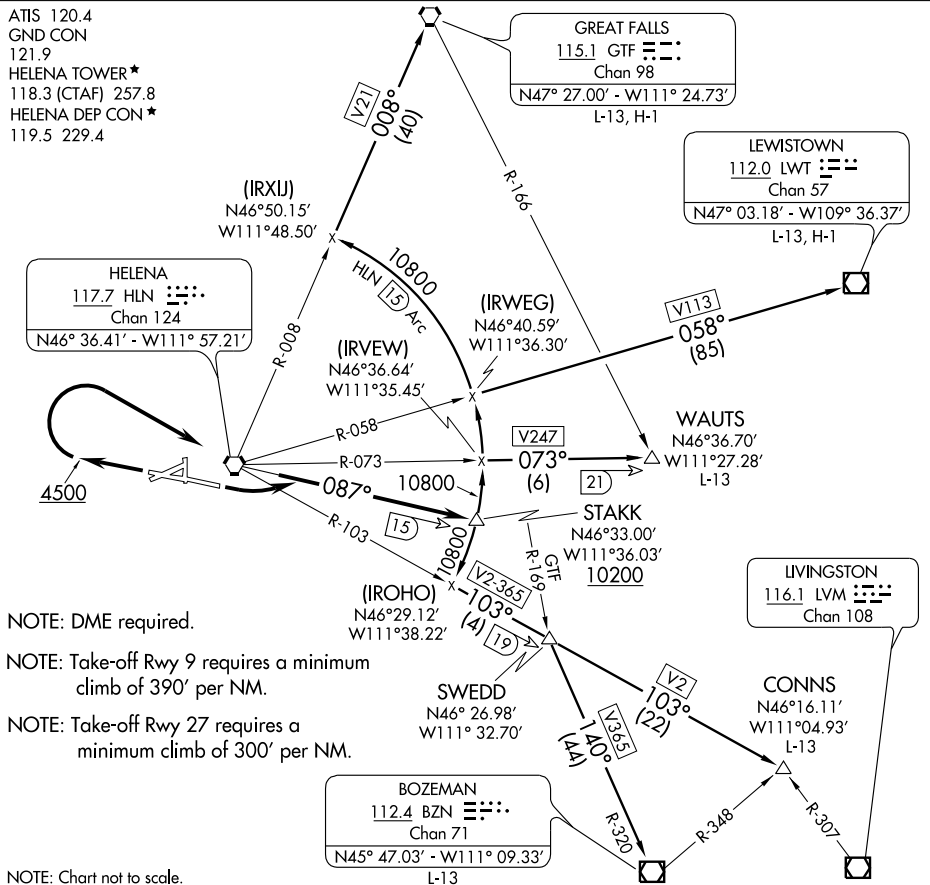 ATIS 120.4
GND CON
121.9
HELENA TOWER★
118.3 (CTAF) 257.8
HELENA DEP CON★
119.5 229.4
GREAT FALLS
115.1 GTF
Chan 98
N47° 27.00′ - W111° 24.73′
L-13, H-1
V21
008°
(40)
LEWISTOWN
112.0 LWT
Chan 57
N47° 03.18′ - W109° 36.37′
L-13, H-1
R-166
(IRXIJ)
N46°50.15′
W111°48.50′
10800
HLN 15 Arc
HELENA
117.7 HLN
Chan 124
N46° 36.41′ - W111° 57.21′
R-008
(IRWEG)
N46°40.59′
W111°36.30′
V113
058°
(85)
(IRVEW)
N46°36.64′
W111°35.45′
R-058
WAUTS
N46°36.70′
W111°27.28′
L-13
V247
073°
(6)
21
R-073
4500
087°
15
10800
STAKK
N46°33.00′
W111°36.03′
10200
R-103
10800
GTF
R-169
(IROHO)
N46°29.12′
W111°38.22′
V2-365
103°
(4)
19
LIVINGSTON
116.1 LVM
Chan 108
NOTE: DME required.
NOTE: Take-off Rwy 9 requires a minimum
climb of 390′ per NM.
NOTE: Take-off Rwy 27 requires a
minimum climb of 300′ per NM.
SWEDD
N46° 26.98′
W111° 32.70′
V2
103°
(22)
CONNS
N46°16.11′
W111°04.93′
L-13
V365
140°
(44)
BOZEMAN
112.4 BZN
Chan 71
N45° 47.03′ - W111° 09.33′
L-13
R-320
R-348
R-307
NOTE: Chart not to scale.